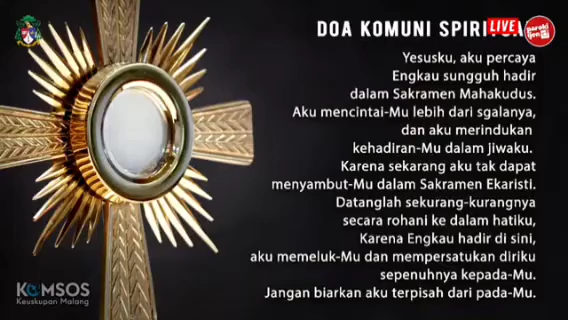 DOA KOMUNI
LIVE
paroki
Ijen
Yesusku, aku percaya
Engkau sungguh hadir
dalam Sakramen Mahakudus.
Aku mencintai-Mu lebih dari sgalanya,
dan aku merindukan
kehadiran-Mu dalam Jiwaku.
Karena sekarang aku tak dapat
menyambut-Mu dalam Sakramen Ekaristi.
Datanglah sekurang-kurangnya
secara rohani ke dalam hatiku,
Karena Engkau hadir di sini,
aku memeluk-Mu dan mempersatukan diriku
sepenuhnya kepada-Mu.
Jangan biarkan aku terpisah dari pada-Mu.
KOMSOS
Keuskupan Malang